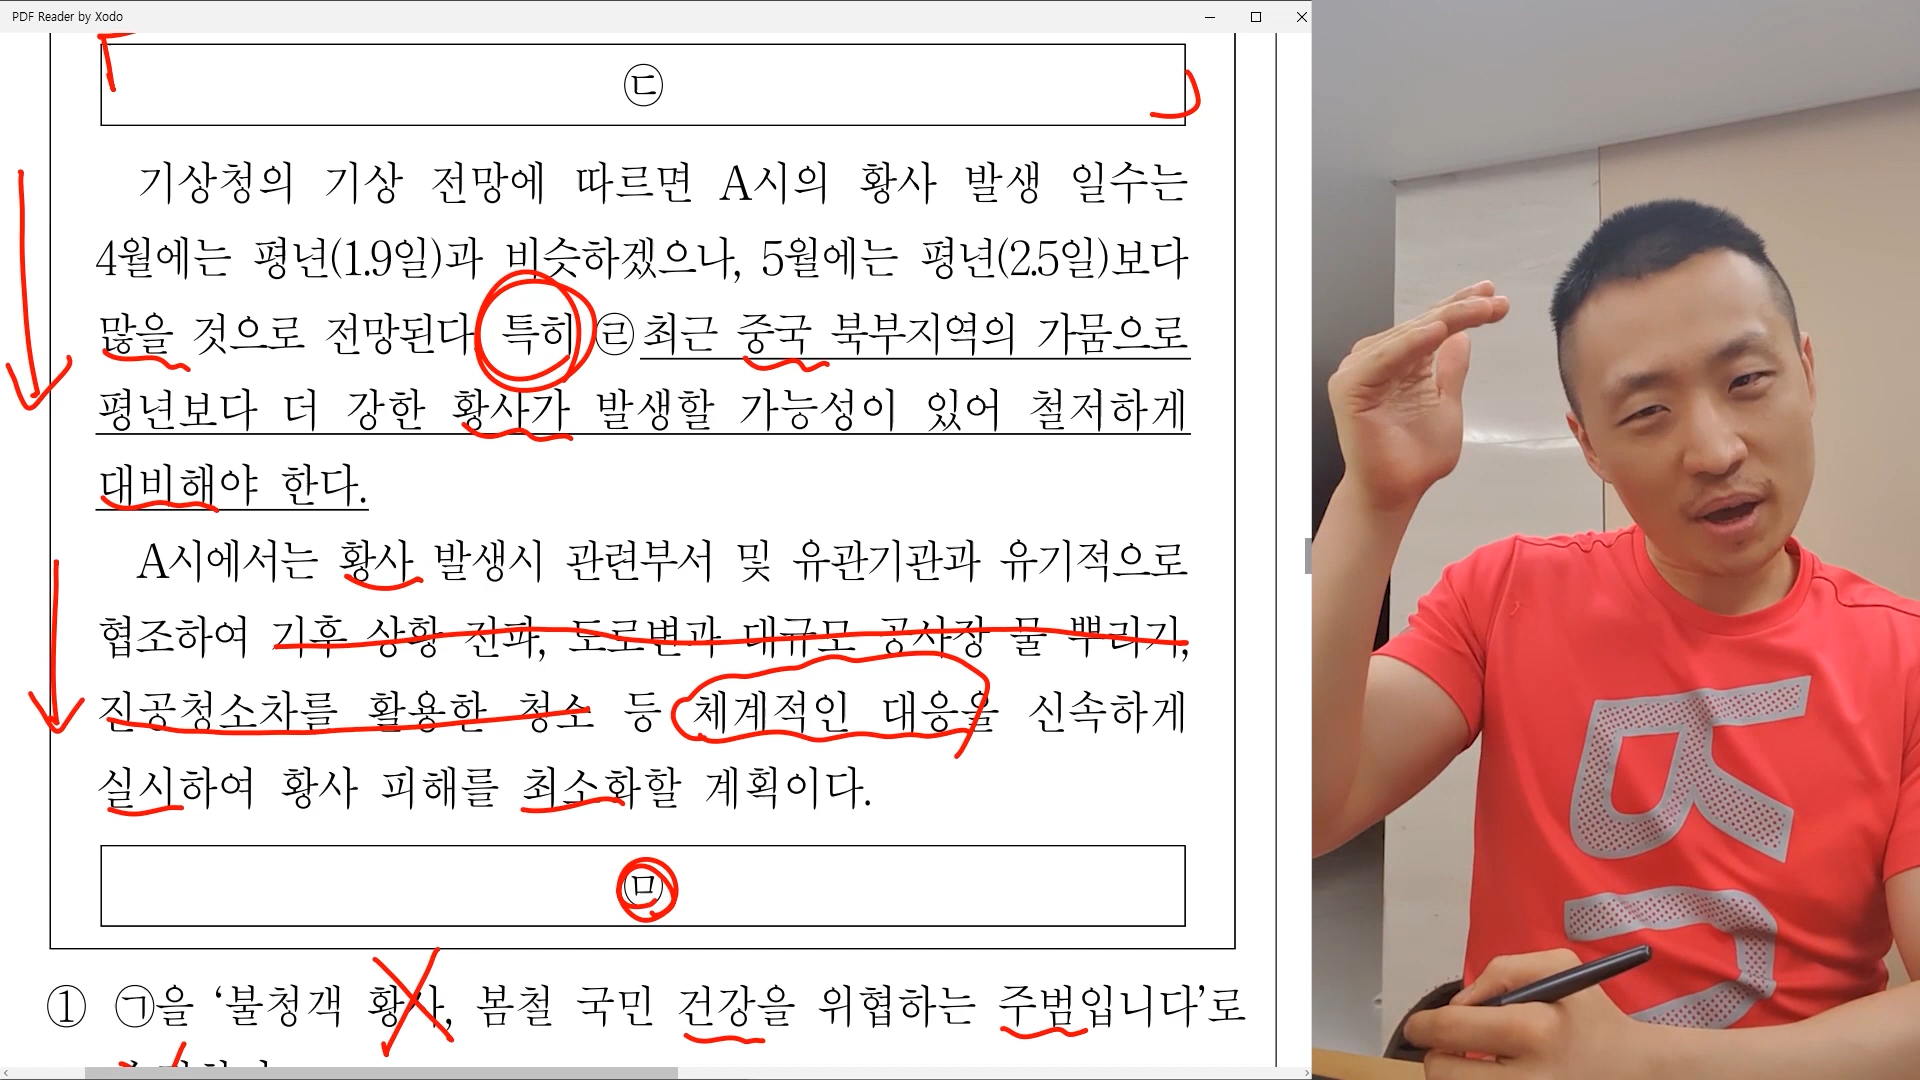 PDF Reader by Xodo
㉢
기상청의 기상 전망에 따르면 A시의 황사 발생 일수는
4월에는 평년(1.9일)과 비슷하겠으나, 5월에는 평년(2.5일)보다
많을 것으로 전망된다. 특히 ㉣최근 중국 북부지역의 가뭄으로
평년보다 더 강한 황사가 발생할 가능성이 있어 철저하게
대비해야 한다.
A시에서는 황사 발생시 관련부서 및 유관기관과 유기적으로
협조하여 기후 상황 전파, 도로변과 대규모 공사장 물 뿌리기,
진공청소차를 활용한 청소 등 체계적인 대응을 신속하게
실시하여 황사 피해를 최소화할 계획이다.
㉤
① ㉠을 ‘불청객 황사, 봄철 국민 건강을 위협하는 주범입니다’로